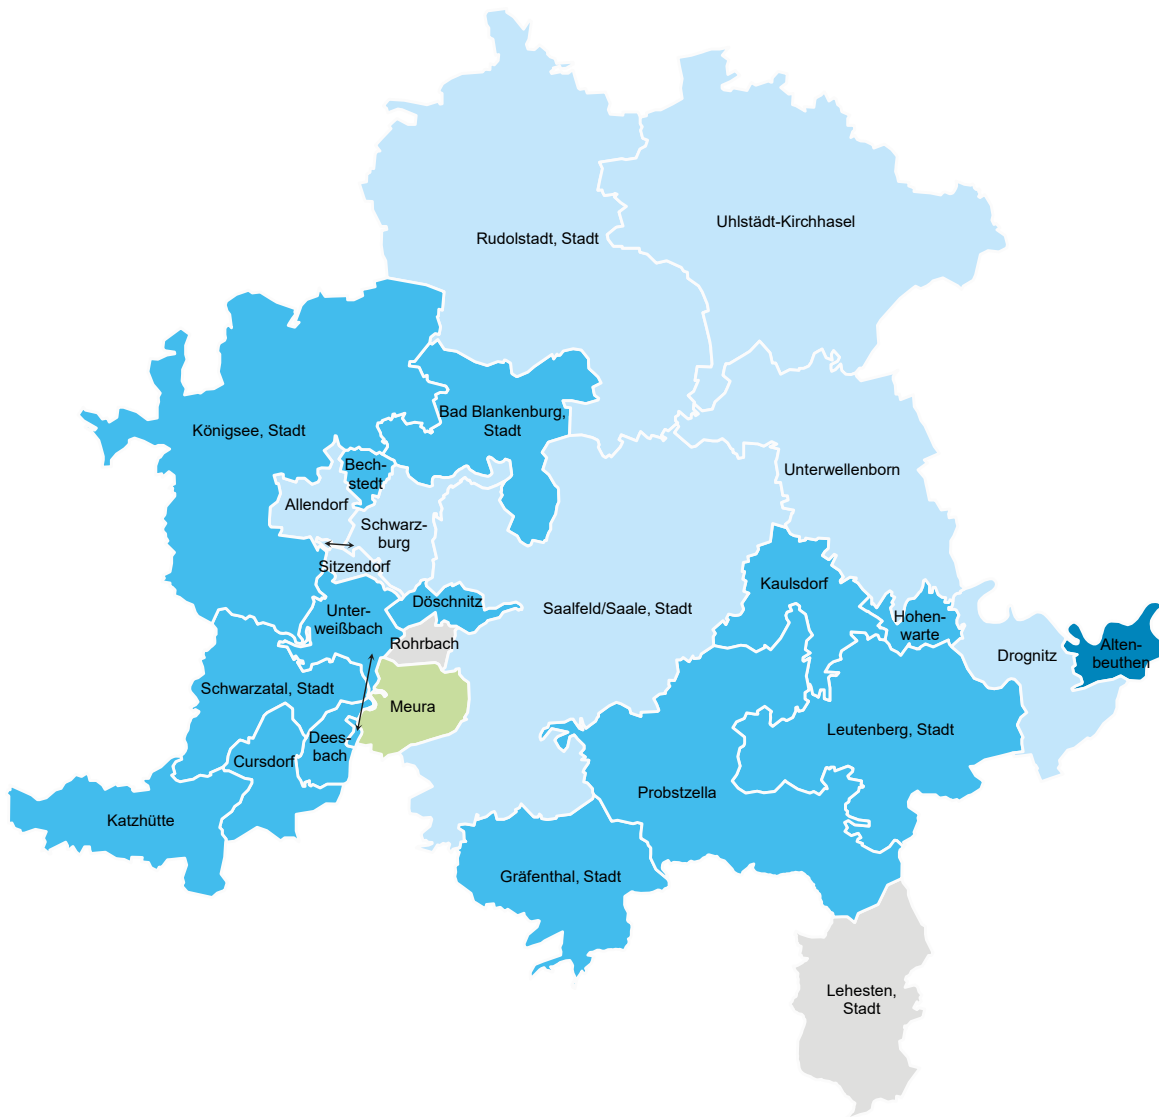 Uhlstädt-Kirchhasel
Rudolstadt, Stadt
Bad Blankenburg,
Stadt
Königsee, Stadt
Bech-
stedt
Unterwellenborn
Allendorf
Schwarz-
burg
Sitzendorf
Kaulsdorf
Döschnitz
Saalfeld/Saale, Stadt
Unter-
weißbach
Hohen-
warte
Rohrbach
Drognitz
Alten-
beuthen
Schwarzatal, Stadt
Meura
Leutenberg, Stadt
Dees-
bach
Cursdorf
Probstzella
Katzhütte
Gräfenthal, Stadt
Lehesten,
Stadt